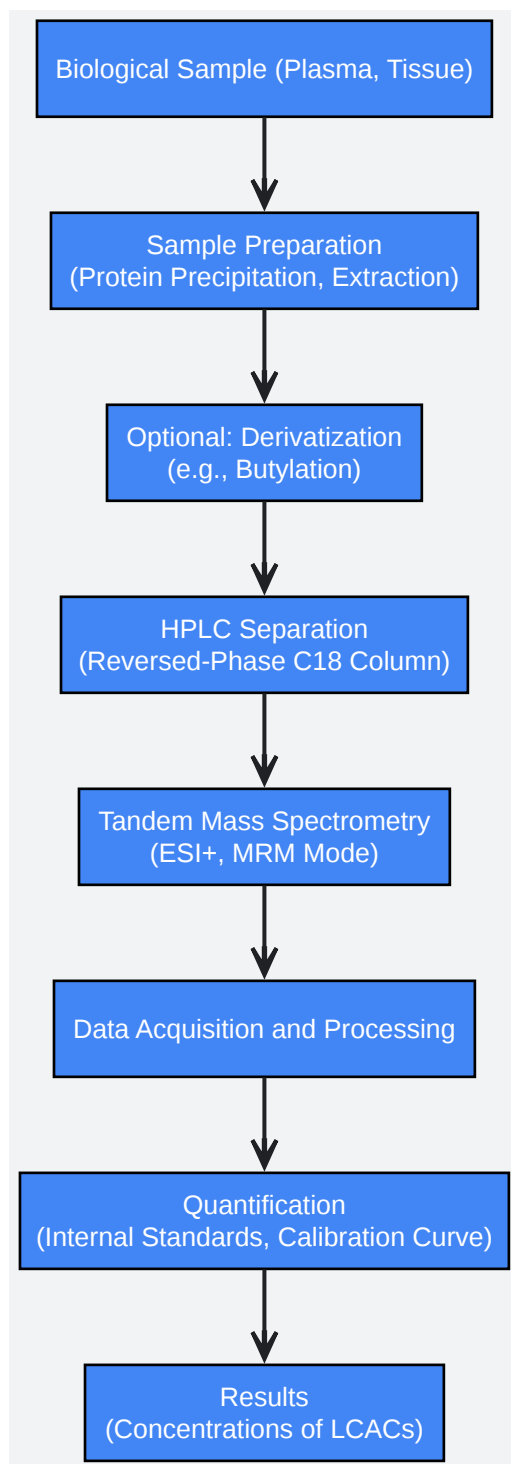 Biological Sample (Plasma, Tissue)
Sample Preparation
(Protein Precipitation, Extraction)
Optional: Derivatization
(e.g., Butylation)
HPLC Separation
(Reversed-Phase C18 Column)
Tandem Mass Spectrometry
(ESI+, MRM Mode)
Data Acquisition and Processing
Quantification
(Internal Standards, Calibration Curve)
Results
(Concentrations of LCACs)